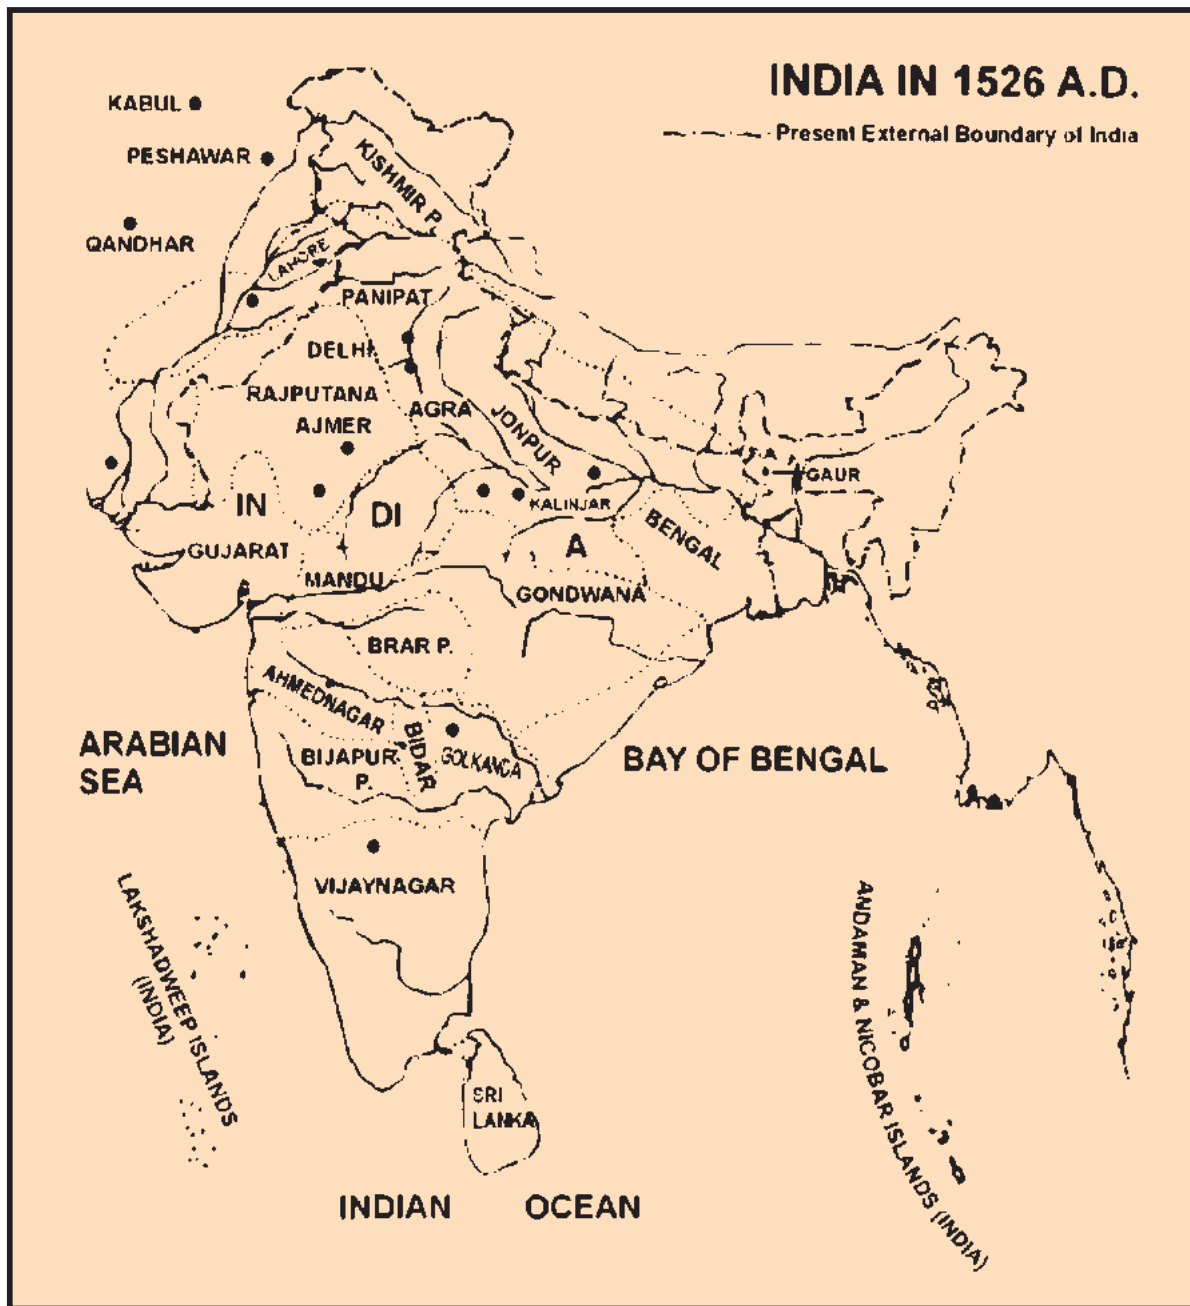 INDIA IN 1526 A.D.
Present External Boundary of India
KABUL
PESHAWAR
KISHMIR P.
QANDHAR
LAHORE
PANIPAT
DELHI
RAJPUTANA
AGRA
AJMER
JONPUR
GAUR
KALINJAR
IN
DI
A
BENGAL
GUJARAT
MANDU
GONDWANA
BRAR P.
AHMEDNAGAR
BIDAR
GOLKANDA
BIJAPUR
P.
ARABIAN
SEA
BAY OF BENGAL
VIJAYNAGAR
LAKSHADWEEP ISLANDS
(INDIA)
ANDAMAN & NICOBAR ISLANDS (INDIA)
SRI
LANKA
INDIAN OCEAN